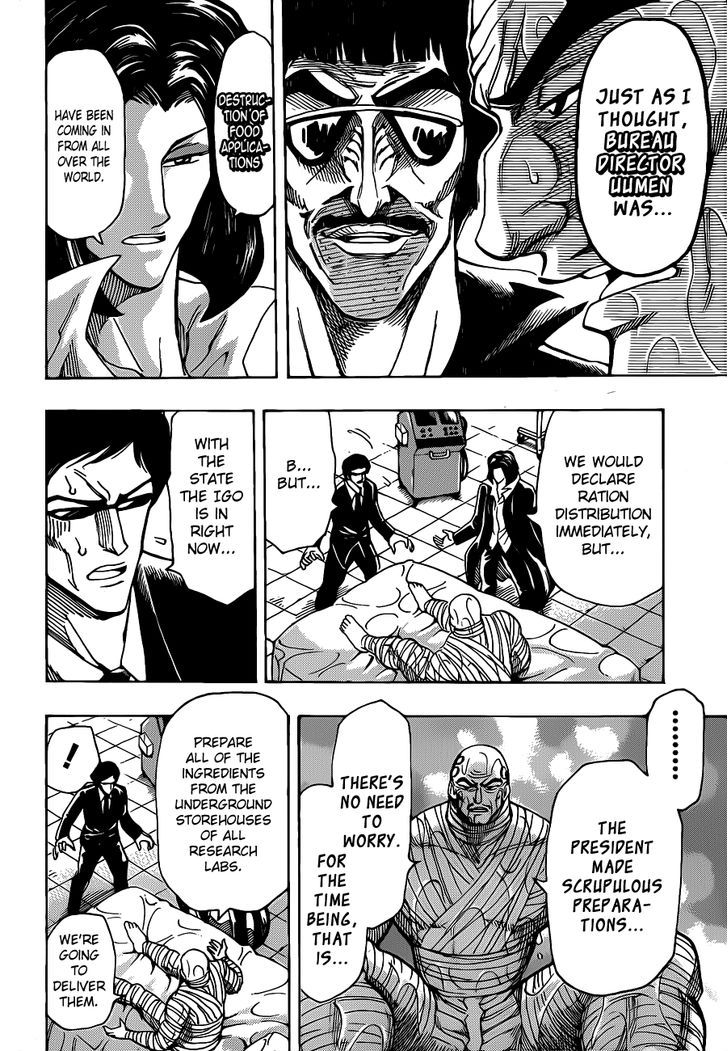 JUST AS I
THOUGHT,
BUREAU
DIRECTOR
UUMEN
WAS...
DESTRUC-
TION OF
FOOD
APPLICA-
TIONS
HAVE BEEN
COMING IN
FROM ALL
OVER THE
WORLD.
WE WOULD
DECLARE
RATION
DISTRIBUTION
IMMEDIATELY,
BUT...
B...
BUT...
WITH
THE
STATE
THE IGO
IS IN
RIGHT
NOW...
.........
THE
PRESIDENT
MADE
SCRUPULOUS
PREPARA-
TIONS...
THERE'S
NO NEED
TO
WORRY.
FOR
THE
TIME
BEING,
THAT
IS...
PREPARE
ALL OF THE
INGREDIENTS
FROM THE
UNDERGROUND
STOREHOUSES
OF ALL
RESEARCH
LABS.
!
WE'RE
GOING
TO
DELIVER
THEM.